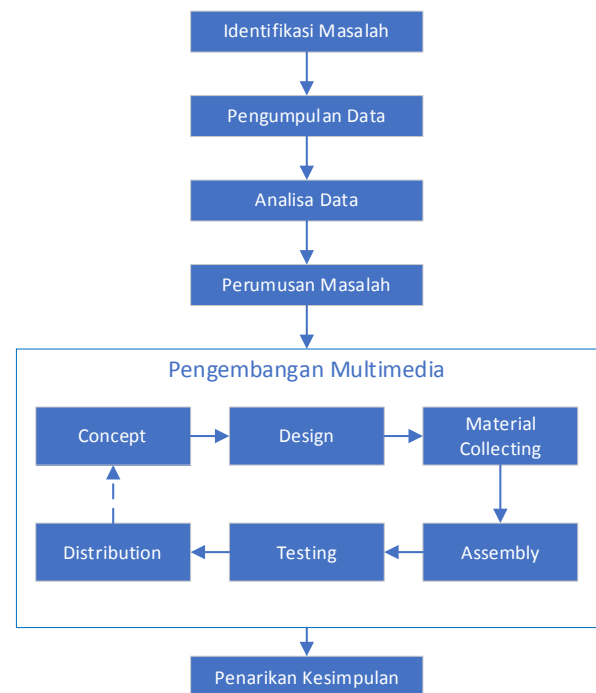 Identifikasi Masalah
Pengumpulan Data
Analisa Data
Perumusan Masalah
Pengembangan Multimedia
Concept
Design
Material
Collecting
Distribution
Testing
Assembly
Penarikan Kesimpulan